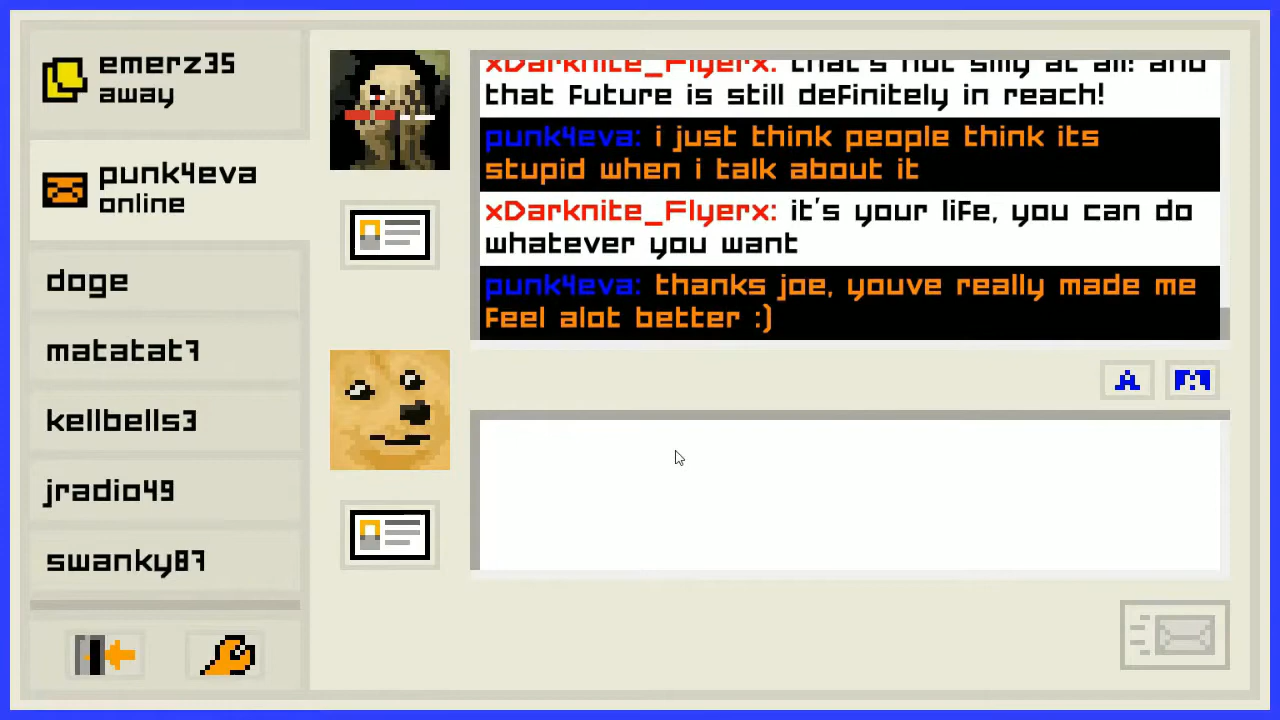 emerz35
away
punk4eva
online
doge
matatat7
kellbells3
jradio49
swanky87
xDarknite_Flyerx: that's not silly at all! and
that future is still definitely in reach!
punk4eva: i just think people think its
stupid when i talk about it
xDarknite_Flyerx: it's your life, you can do
whatever you want
punk4eva: thanks joe, youve really made me
feel alot better :)
A